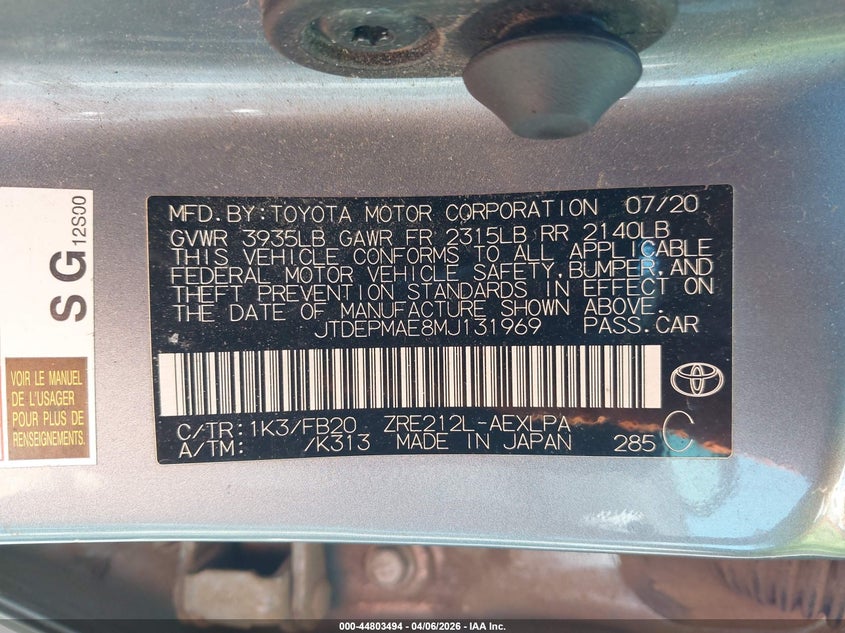 MFD. BY: TOYOTA MOTOR CORPORATION 07/20
GVWR 3935LB GAWR FR 2315LB RR 2140LB
THIS VEHICLE CONFORMS TO ALL APPLICABLE
FEDERAL MOTOR VEHICLE SAFETY, BUMPER, AND
THEFT PREVENTION STANDARDS IN EFFECT ON
THE DATE OF MANUFACTURE SHOWN ABOVE.
JTDEPMAE8MJ131969 PASS. CAR
C/TR: 1K3/FB20 ZRE212L-AEXLPA
A/TM: /K313 MADE IN JAPAN 285 C
SG 12S00
VOIR LE MANUEL
DE L'USAGER
POUR PLUS DE
RENSEIGNEMENTS.
000-44803494 - 04/06/2026 - IAA Inc.